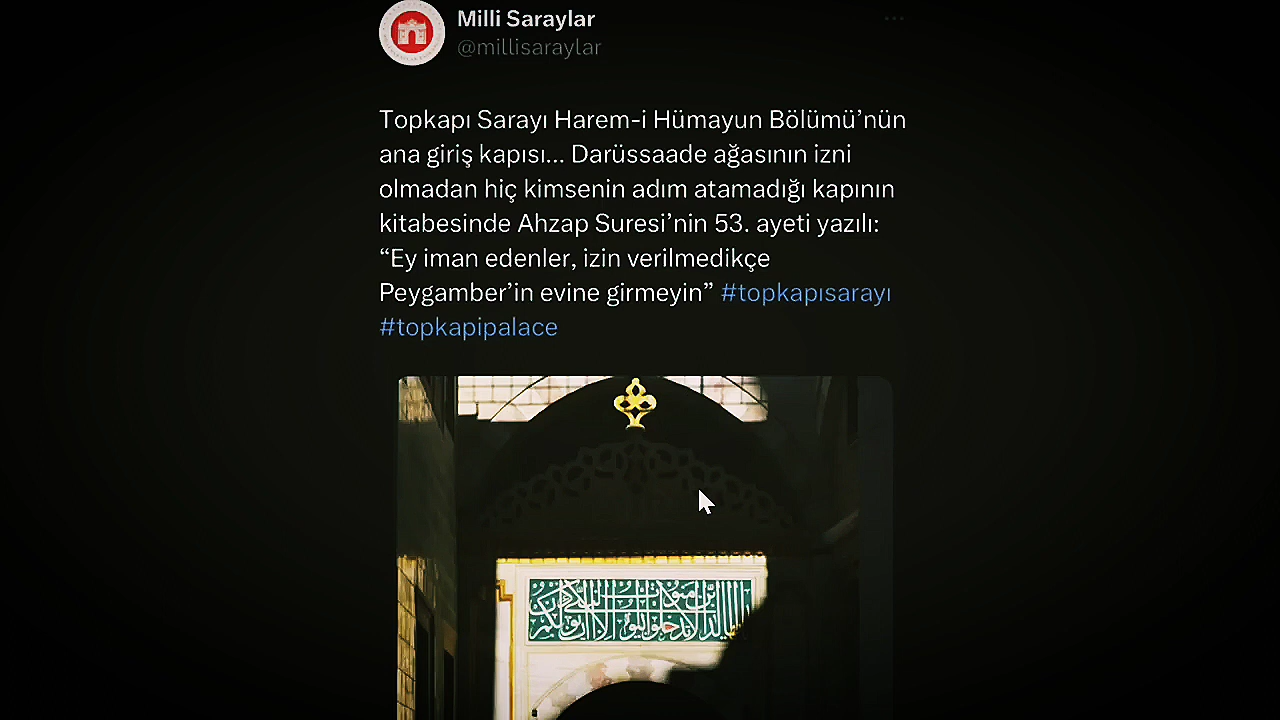 Milli Saraylar
@millisaraylar
Topkapı Sarayı Harem-i Hümayun Bölümü’nün
ana giriş kapısı... Darüssaade ağasının izni
olmadan hiç kimsenin adım atamadığı kapının
kitabesinde Ahzap Suresi’nin 53. ayeti yazılı:
“Ey iman edenler, izin verilmedikçe
Peygamber’in evine girmeyin” #topkapısarayı
#topkapipalace